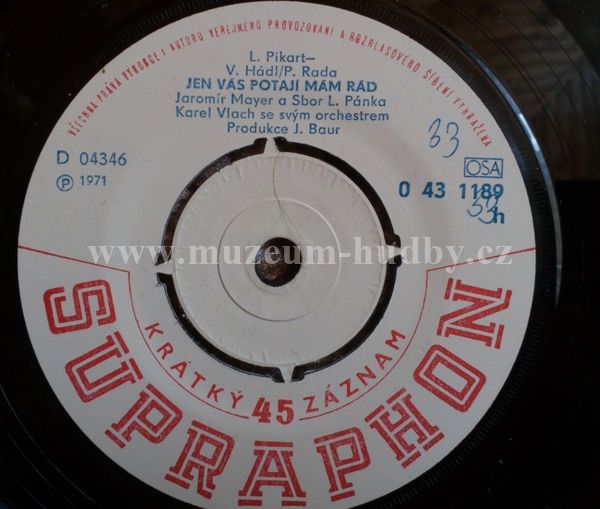 VŠECHNA PRÁVA VÝROBCE I AUTORŮ VEŘEJNÉHO PROVOZOVÁNÍ A ROZHLASOVÉHO ŠÍŘENÍ VYHRAŽENA
L. Pikart–
V. Hádl/P. Rada
JEN VÁS POTAJÍ MÁM RÁD
Jaromír Mayer a Sbor L. Pánka
Karel Vlach se svým orchestrem
Produkce J. Baur
33
D 04346
OSA
Ⓟ 1971
0 43 1189
33
h
www.muzeum-hudby.cz
KRÁTKÝ 45 ZÁZNAM
SUPRAPHON